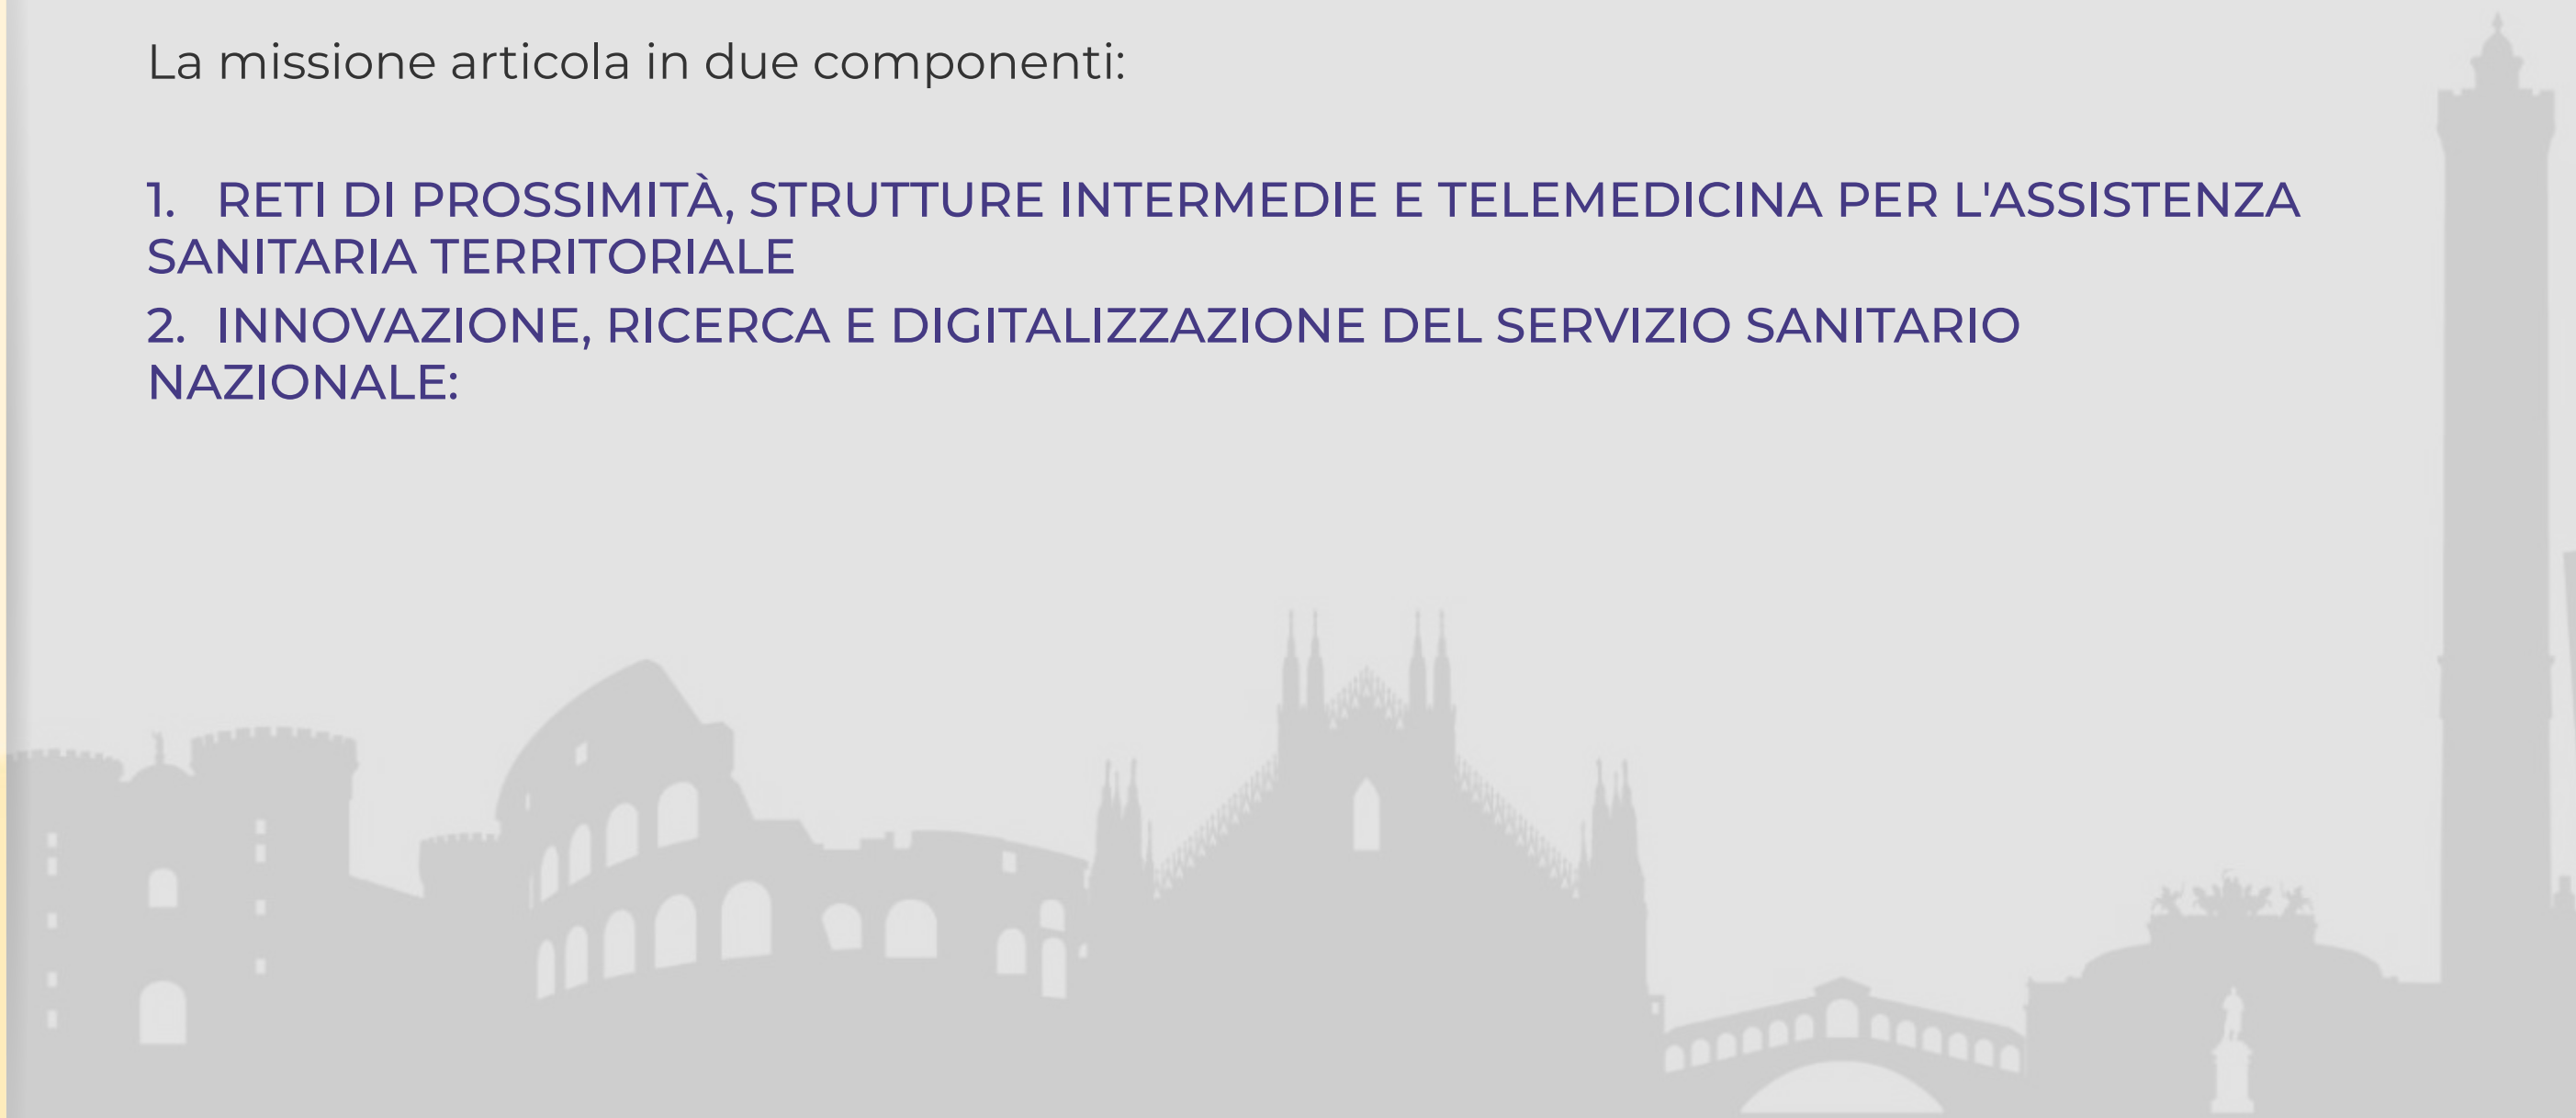 La missione articola in due componenti:
1. RETI DI PROSSIMITÀ, STRUTTURE INTERMEDIE E TELEMEDICINA PER L'ASSISTENZA
SANITARIA TERRITORIALE
2. INNOVAZIONE, RICERCA E DIGITALIZZAZIONE DEL SERVIZIO SANITARIO
NAZIONALE: